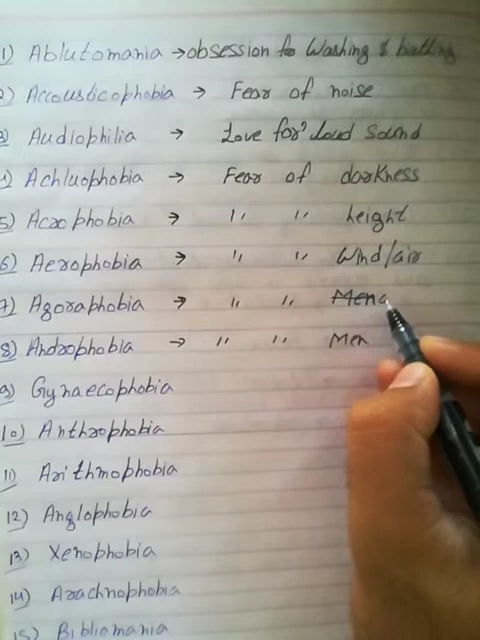 1) Ablutomania → obsession to Washing & bathing
2) Accousticophobia → Fear of noise
3) Audiophilia → Love for loud sound
4) Achluophobia → Fear of darkness
5) Acrophobia → " " height
6) Aerophobia → " " Wind/air
7) Agoraphobia → " "
8) Androphobia → " " Men
9) Gynaecophobia
10) Anthrophobia
11) Arithmophobia
12) Anglophobia
13) Xenophobia
14) Arachnophobia
15) Bibliomania